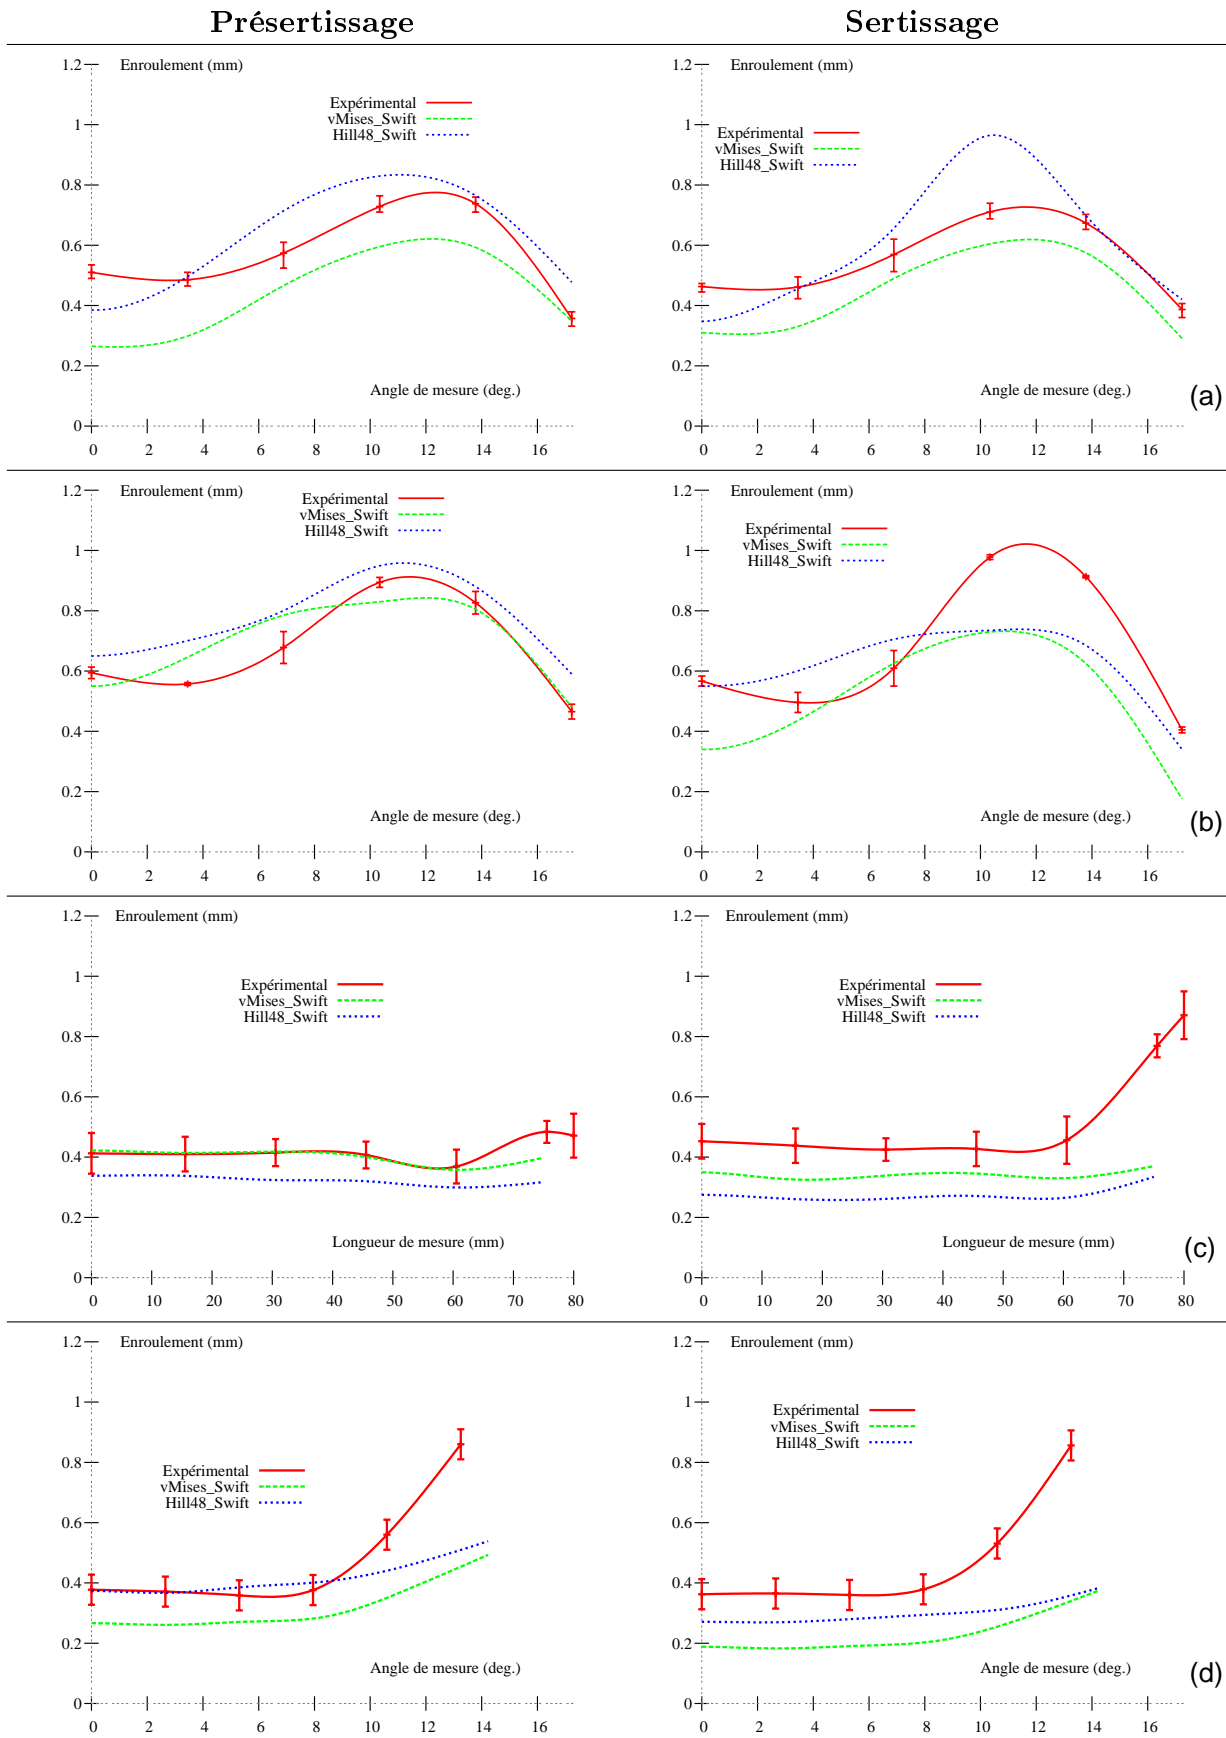 Présertissage
Sertissage
Enroulement (mm)
Expérimental
vMises_Swift
Hill48_Swift
Angle de mesure (deg.)
1.2
1
0.8
0.6
0.4
0.2
0
0 2 4 6 8 10 12 14 16
Enroulement (mm)
Expérimental
vMises_Swift
Hill48_Swift
Angle de mesure (deg.)
1.2
1
0.8
0.6
0.4
0.2
0
0 2 4 6 8 10 12 14 16
(a)
Enroulement (mm)
Expérimental
vMises_Swift
Hill48_Swift
Angle de mesure (deg.)
1.2
1
0.8
0.6
0.4
0.2
0
0 2 4 6 8 10 12 14 16
Enroulement (mm)
Expérimental
vMises_Swift
Hill48_Swift
Angle de mesure (deg.)
1.2
1
0.8
0.6
0.4
0.2
0
0 2 4 6 8 10 12 14 16
(b)
Enroulement (mm)
Expérimental
vMises_Swift
Hill48_Swift
Longueur de mesure (mm)
1.2
1
0.8
0.6
0.4
0.2
0
0 10 20 30 40 50 60 70 80
Enroulement (mm)
Expérimental
vMises_Swift
Hill48_Swift
Longueur de mesure (mm)
1.2
1
0.8
0.6
0.4
0.2
0
0 10 20 30 40 50 60 70 80
(c)
Enroulement (mm)
Expérimental
vMises_Swift
Hill48_Swift
Angle de mesure (deg.)
1.2
1
0.8
0.6
0.4
0.2
0
0 2 4 6 8 10 12 14 16
Enroulement (mm)
Expérimental
vMises_Swift
Hill48_Swift
Angle de mesure (deg.)
1.2
1
0.8
0.6
0.4
0.2
0
0 2 4 6 8 10 12 14 16
(d)